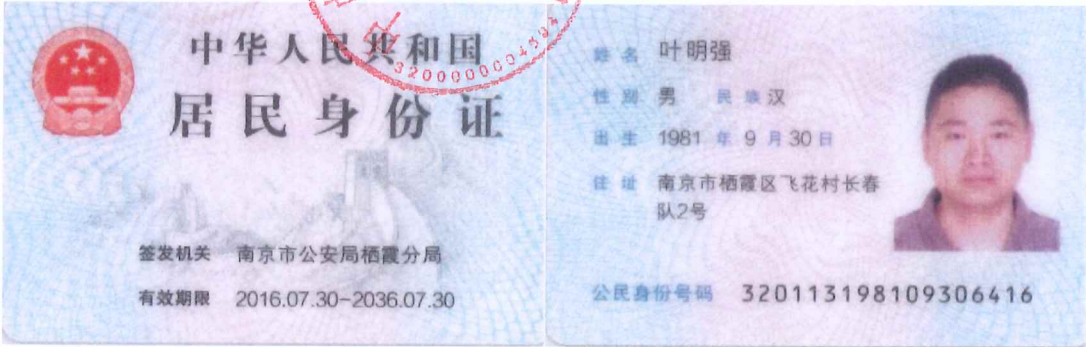 中华人民共和国
居民身份证
签发机关 南京市公安局栖霞分局
有效期限 2016.07.30-2036.07.30
3200000004594
姓名 叶明强
性别 男 民族 汉
出生 1981 年 9 月 30 日
住址 南京市栖霞区飞花村长春
队2号
公民身份号码 320113198109306416